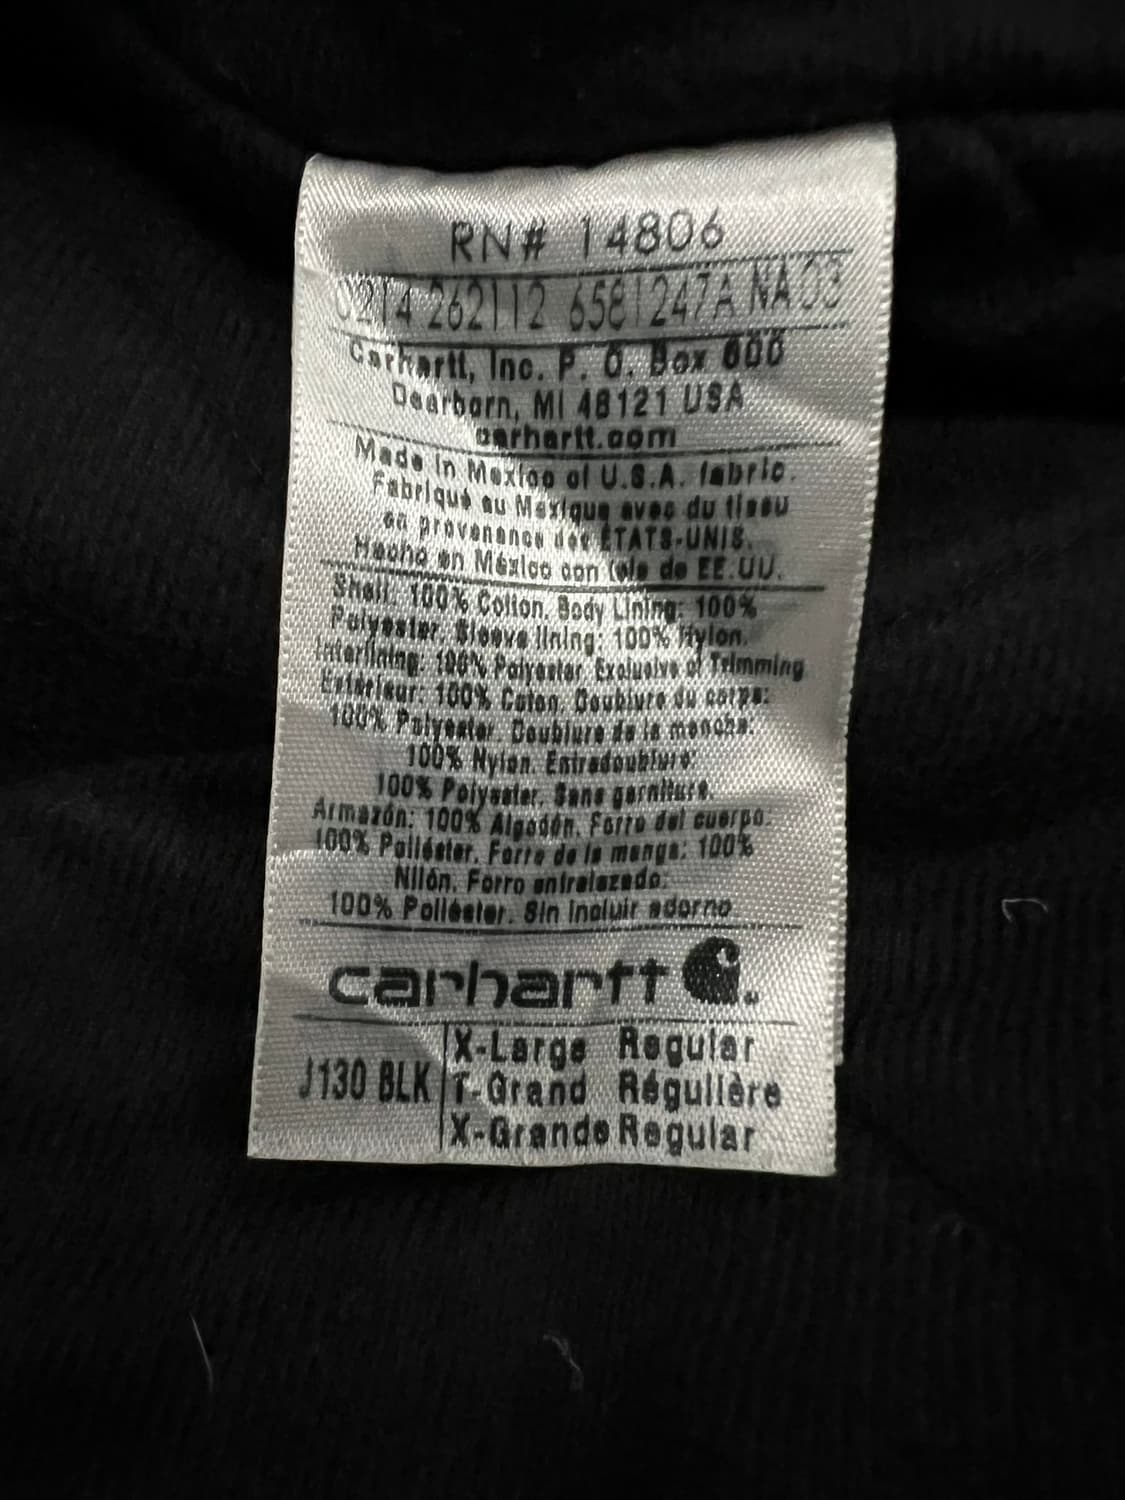 RN# 14806
0214 262112 6581247A NA 03
Carhartt, Inc. P. O. Box 600
Dearborn, MI 48121 USA
carhartt.com
Made in Mexico of U.S.A. fabric.
Fabriqué au Mexique avec du tissu
en provenance des ÉTATS-UNIS.
Hecho en México con tela de EE.UU.
Shell: 100% Cotton. Body Lining: 100%
Polyester. Sleeve lining: 100% Nylon.
Interlining: 100% Polyester. Exclusive of Trimming
Extérieur: 100% Coton. Doublure du corps:
100% Polyester. Doublure de la manche:
100% Nylon. Entredoublure:
100% Polyester. Sans garniture.
Armazón: 100% Algodón. Forro del cuerpo:
100% Poliéster. Forro de la manga: 100%
Nilón. Forro entrelazado:
100% Poliéster. Sin incluir adorno
carhartt
J130 BLK
X-Large Regular
T-Grand Régulière
X-Grande Regular